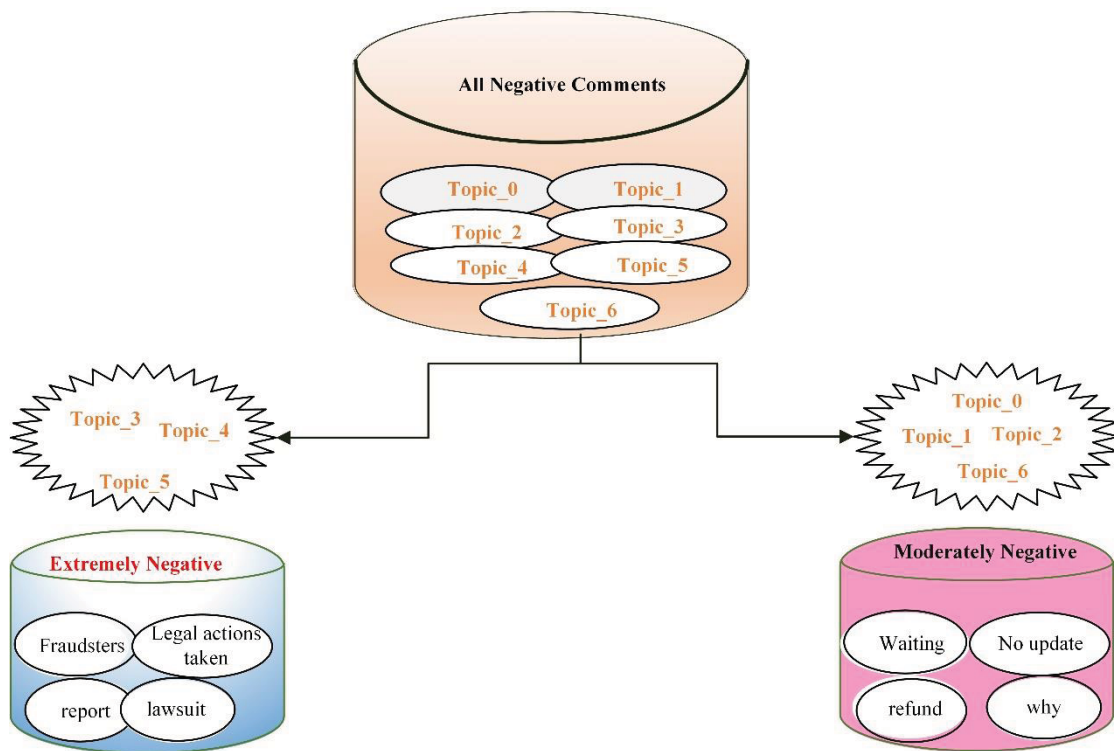 All Negative Comments
Topic_0
Topic_1
Topic_2
Topic_3
Topic_4
Topic_5
Topic_6
Topic_3
Topic_4
Topic_5
Topic_0
Topic_1
Topic_2
Topic_6
Extremely Negative
Fraudsters
Legal actions
taken
report
lawsuit
Moderately Negative
Waiting
No update
refund
why